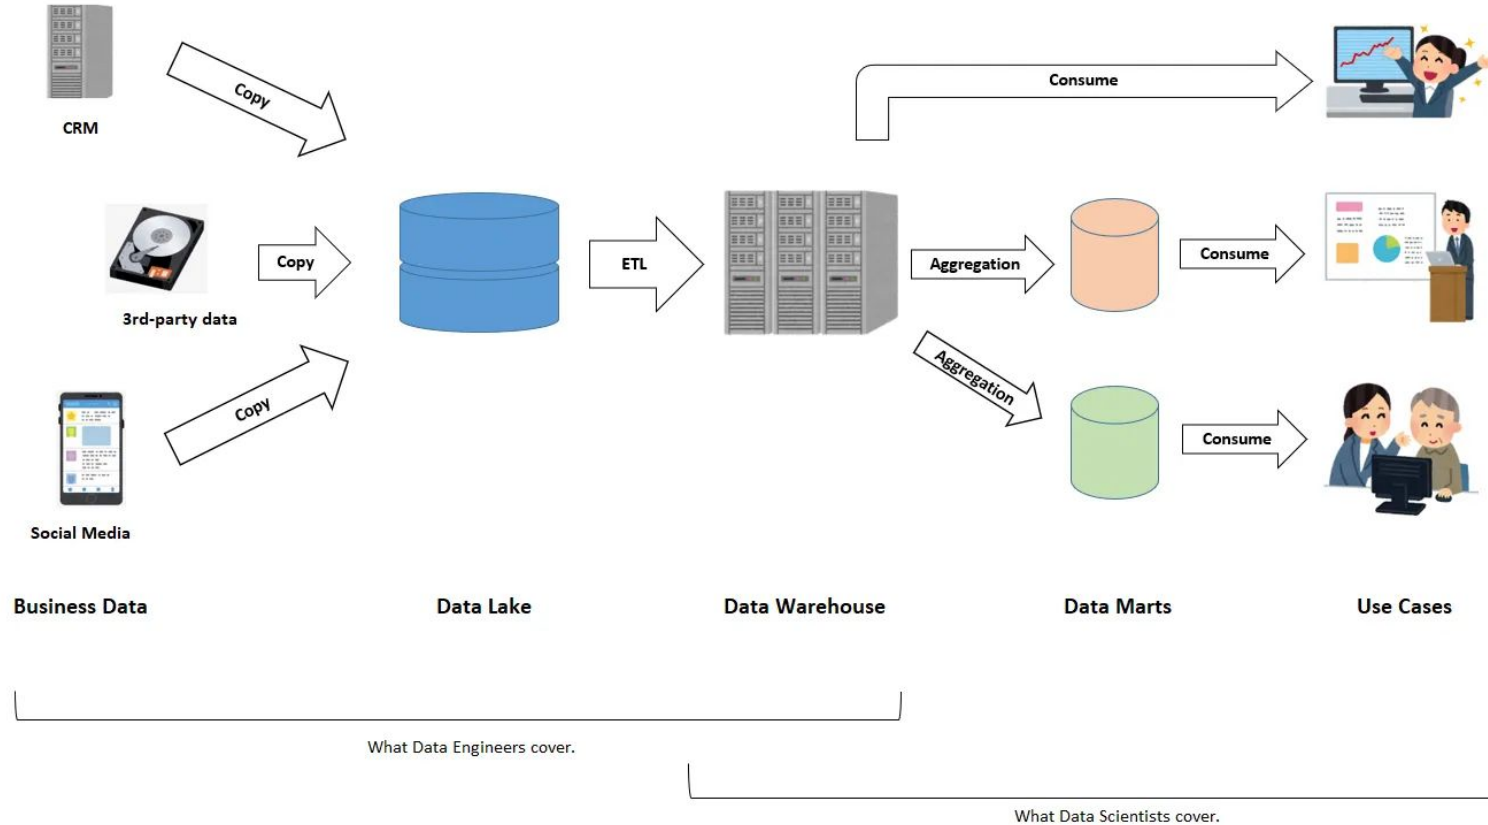 CRM
Copy
Consume
3rd-party data
Copy
ETL
Aggregation
Consume
Social Media
Copy
Aggregation
Consume
Business Data
Data Lake
Data Warehouse
Data Marts
Use Cases
What Data Engineers cover.
What Data Scientists cover.